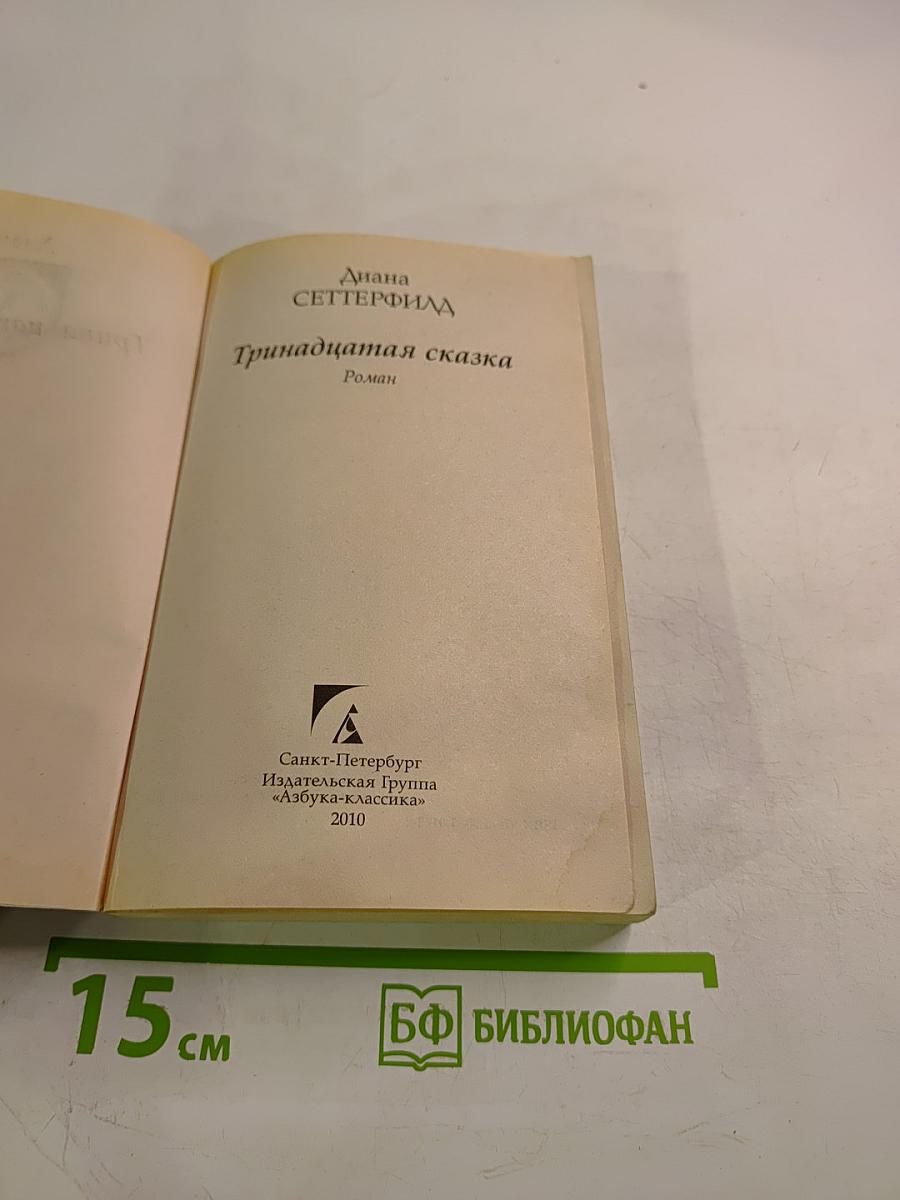 Диана
СЕТТЕРФИЛД
Тринадцатая сказка
Роман
Санкт-Петербург
Издательская Группа
«Азбука-классика»
2010
15 см
БФ БИБЛИОФАН